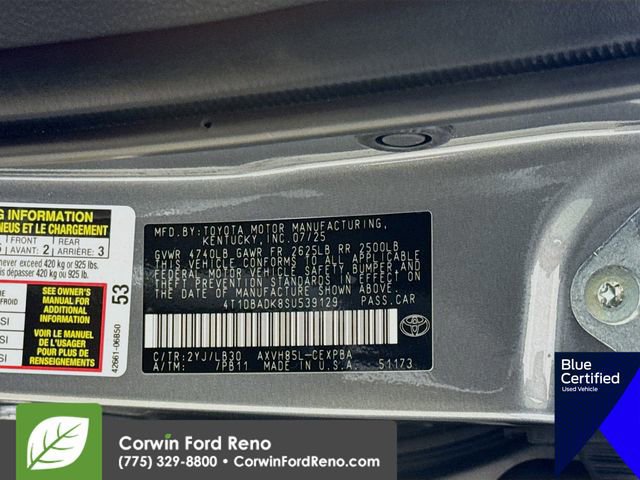 G INFORMATION
NEUS ET LE CHARGEMENT
FRONT
REAR
AVANT: 2
ARRIÈRE: 3
exceed 420 kg or 925 lbs.
dépasser 420 kg ou 925 lb.
SEE OWNER'S
MANUAL FOR
ADDITIONAL
INFORMATION
VOIR LE MANUEL
DE L'USAGER
POUR PLUS DE
RENSEIGNEMENTS
53
42661-06B50
MFD.BY:TOYOTA MOTOR MANUFACTURING,
KENTUCKY,INC.07/25
GVWR 4740LB GAWR FR 2625LB RR 2500LB
THIS VEHICLE CONFORMS TO ALL APPLICABLE
FEDERAL MOTOR VEHICLE SAFETY, BUMPER,AND
THEFT PREVENTION STANDARDS IN EFFECT ON
THE DATE OF MANUFACTURE SHOWN ABOVE.
4T1DBADK8SU539129 PASS.CAR
C/TR:2YJ/LB30 AXVH85L-CEXPBA
A/TM: 7PB11 MADE IN U.S.A. 51173
TOYOTA
Blue
Certified
Used Vehicle
Corwin Ford Reno
(775) 329-8800 • CorwinFordReno.com